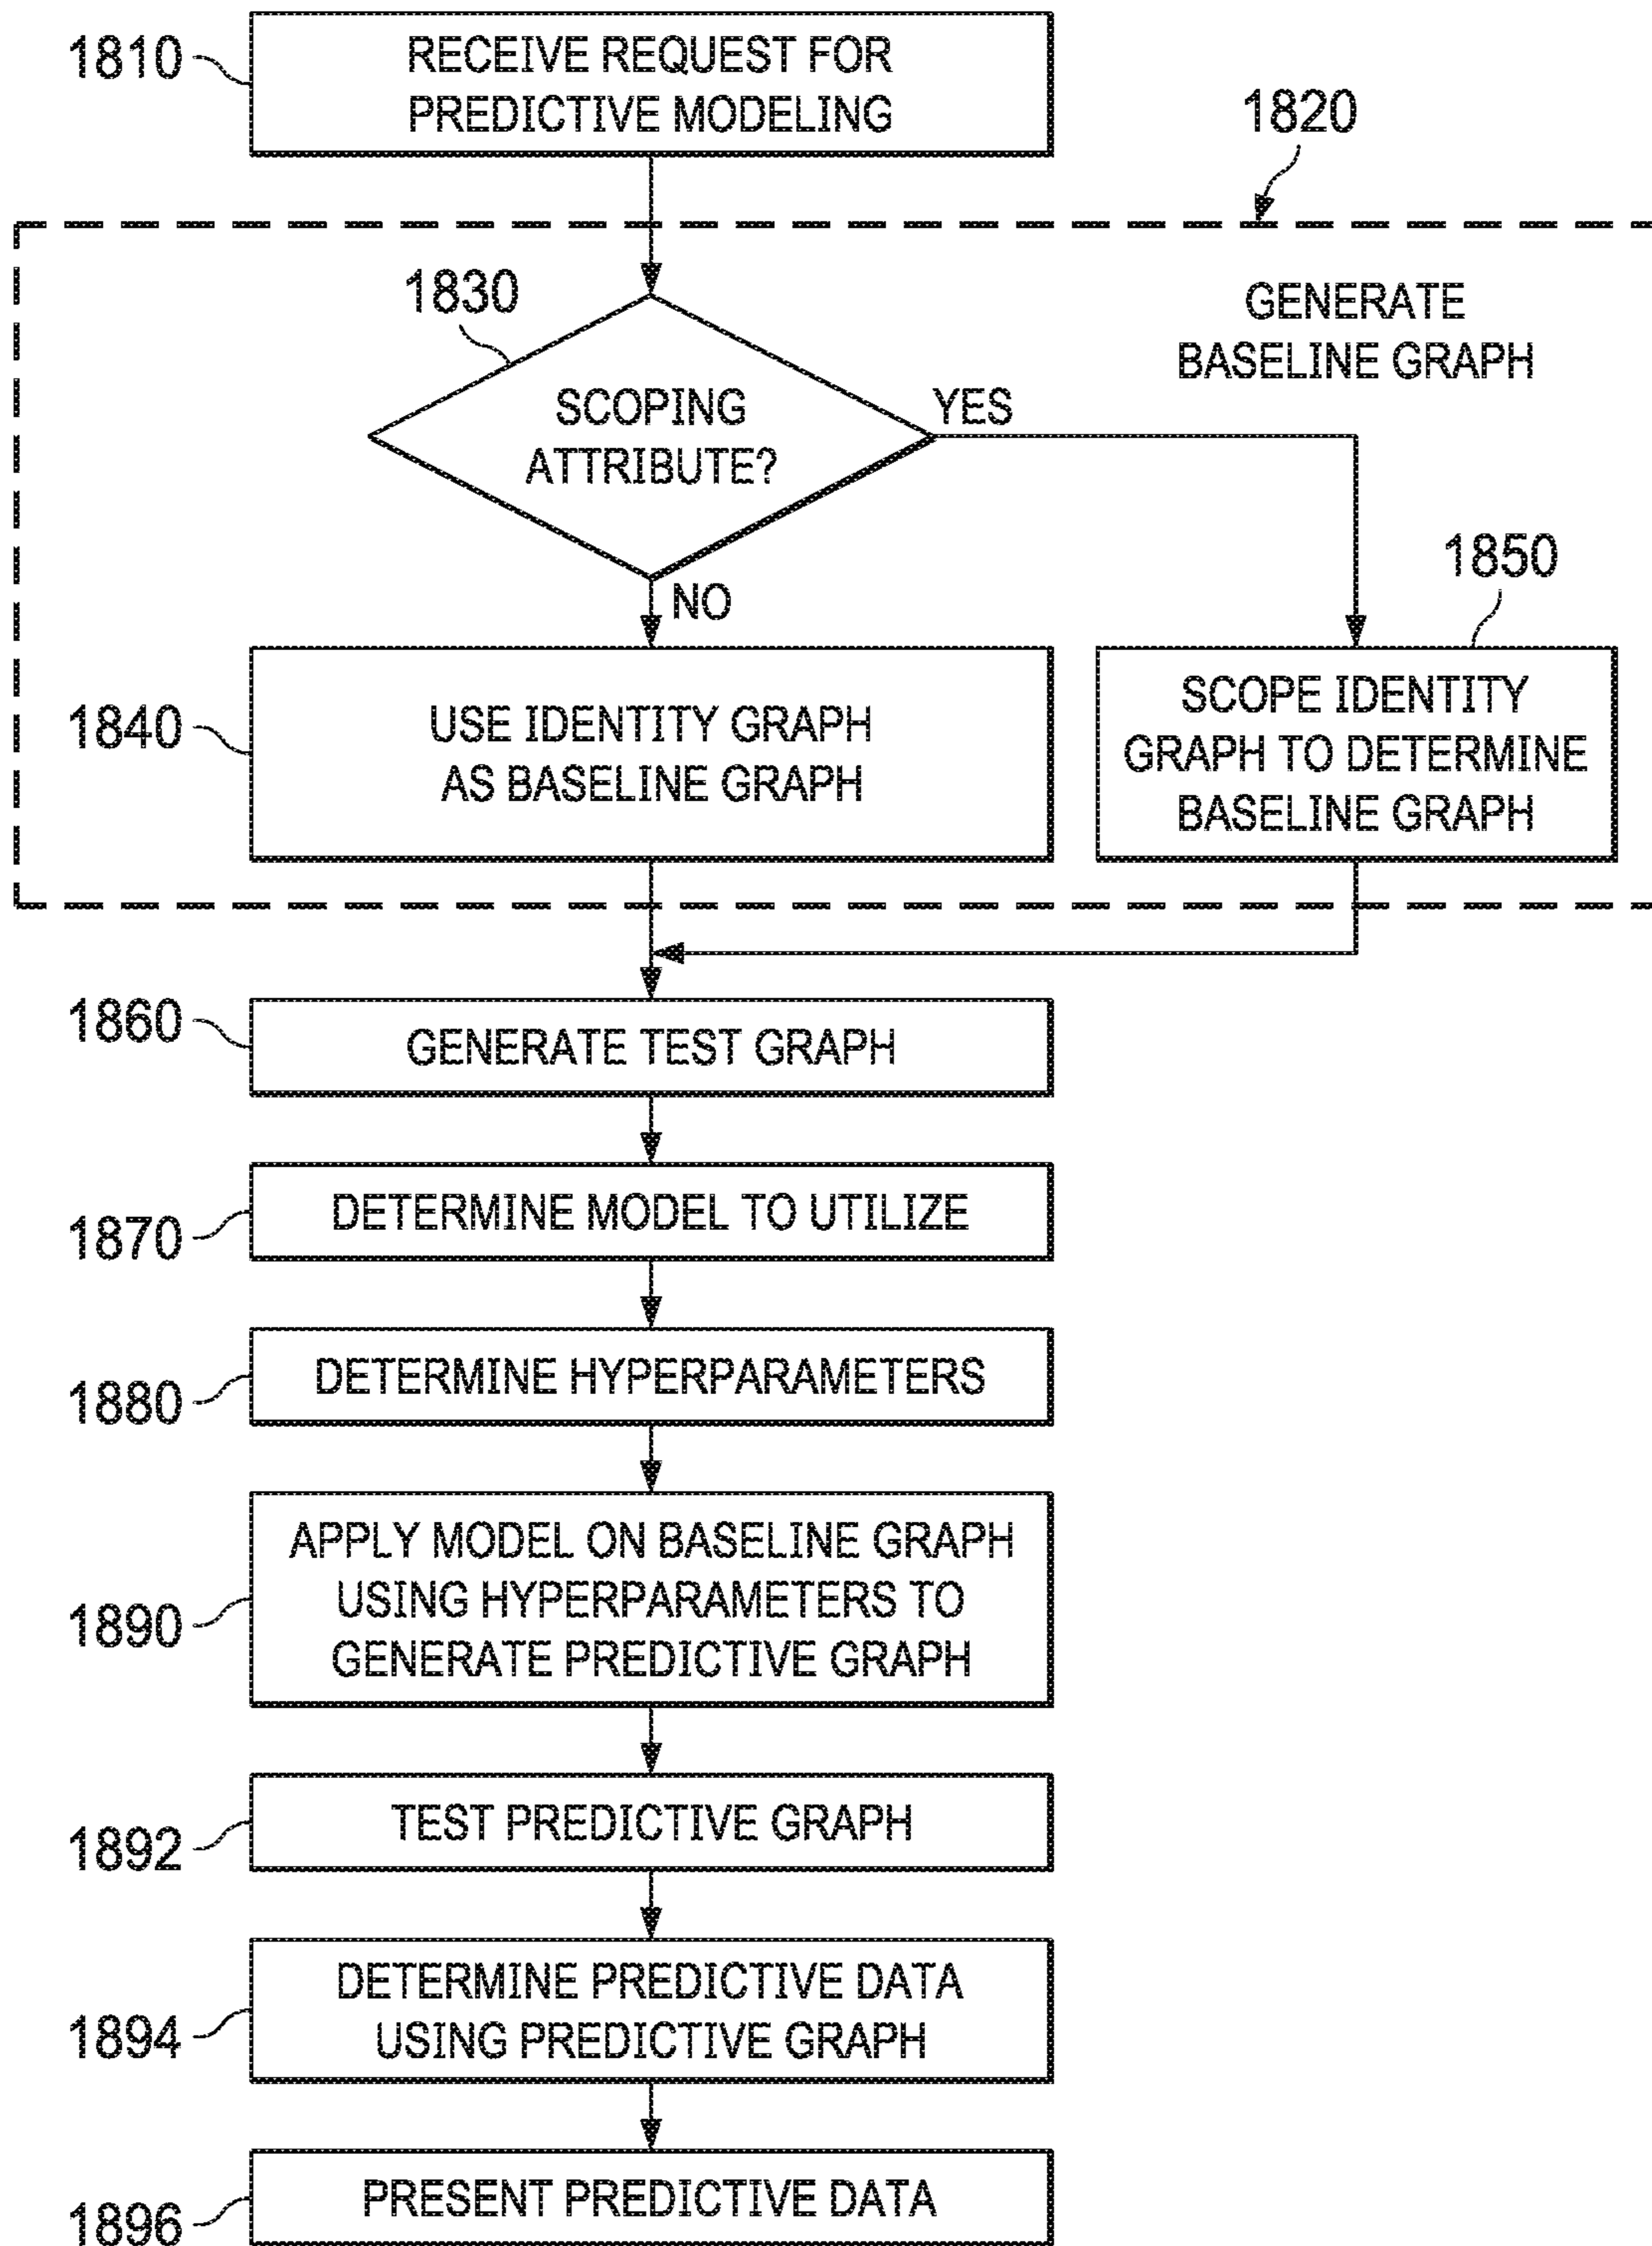 1810
RECEIVE REQUEST FOR
PREDICTIVE MODELING
1820
GENERATE
BASELINE GRAPH
1830
SCOPING
ATTRIBUTE?
YES
NO
1840
USE IDENTITY GRAPH
AS BASELINE GRAPH
1850
SCOPE IDENTITY
GRAPH TO DETERMINE
BASELINE GRAPH
1860
GENERATE TEST GRAPH
1870
DETERMINE MODEL TO UTILIZE
1880
DETERMINE HYPERPARAMETERS
1890
APPLY MODEL ON BASELINE GRAPH
USING HYPERPARAMETERS TO
GENERATE PREDICTIVE GRAPH
1892
TEST PREDICTIVE GRAPH
1894
DETERMINE PREDICTIVE DATA
USING PREDICTIVE GRAPH
1896
PRESENT PREDICTIVE DATA